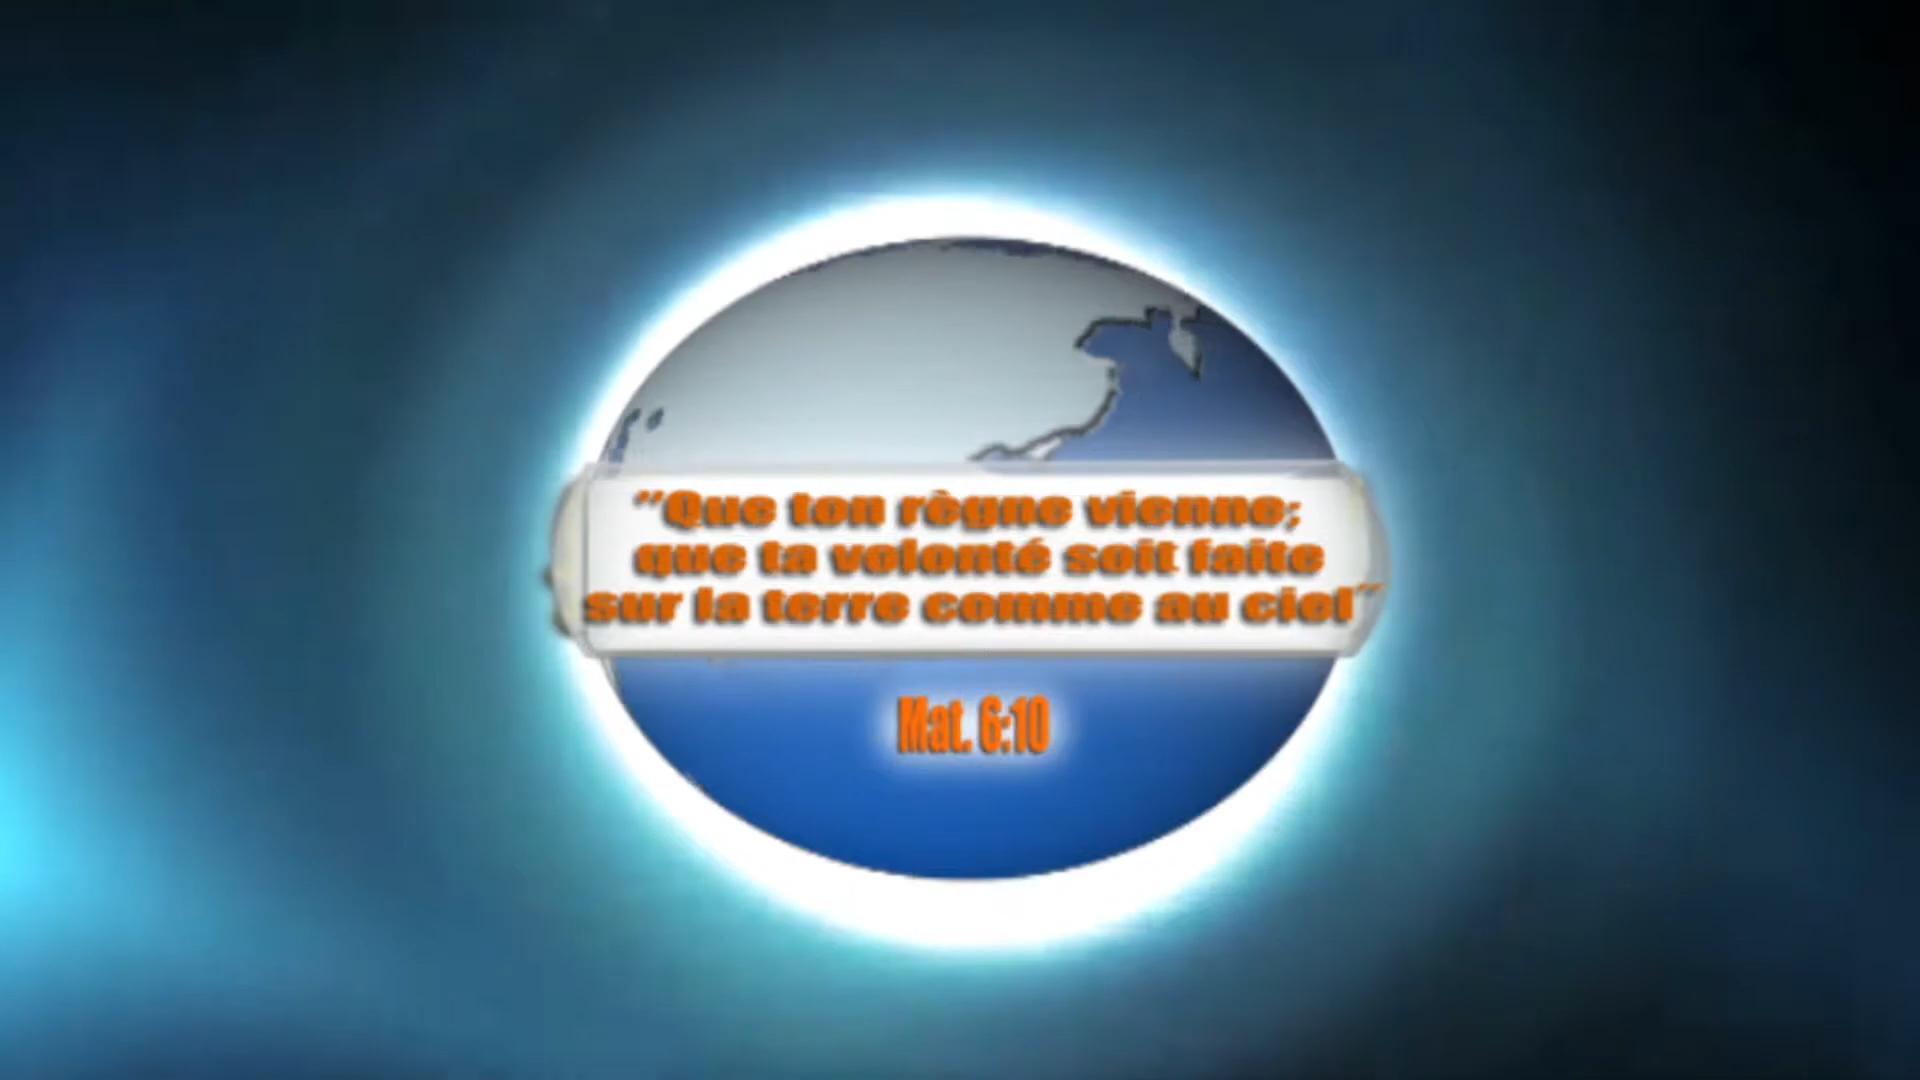 "Que ton règne vienne;
que ta volonté soit faite
sur la terre comme au ciel"
Mat. 6:10